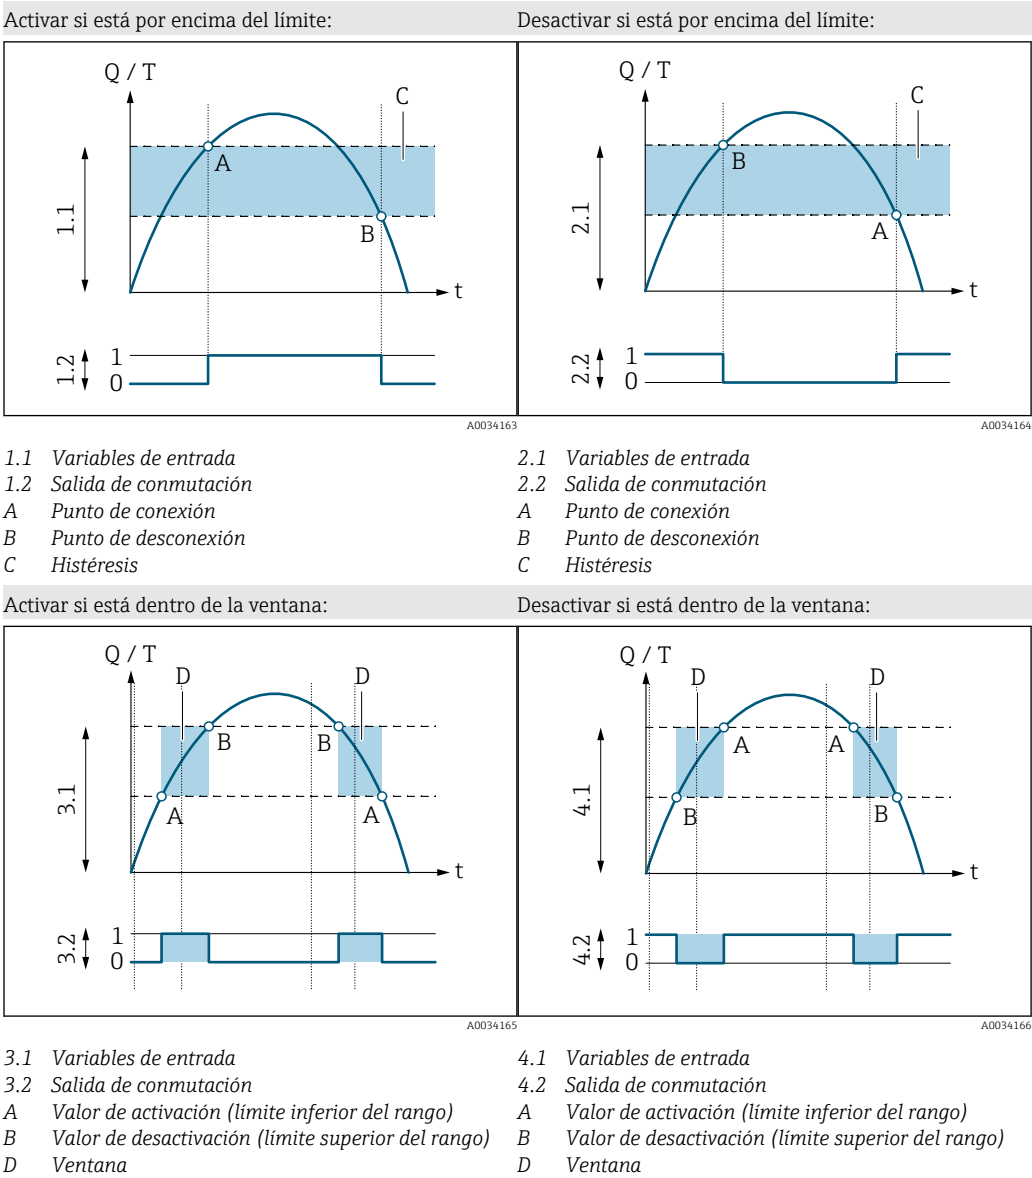 Activar si está por encima del límite:
Desactivar si está por encima del límite:
Q / T
C
A
B
1.1
t
1.2
1
0
A0034163
Q / T
C
B
A
2.1
t
2.2
1
0
A0034164
1.1 Variables de entrada
1.2 Salida de conmutación
A Punto de conexión
B Punto de desconexión
C Histéresis
2.1 Variables de entrada
2.2 Salida de conmutación
A Punto de conexión
B Punto de desconexión
C Histéresis
Activar si está dentro de la ventana:
Desactivar si está dentro de la ventana:
Q / T
D
D
B
B
3.1
A
A
t
3.2
1
0
A0034165
Q / T
D
D
A
A
4.1
B
B
t
4.2
1
0
A0034166
3.1 Variables de entrada
3.2 Salida de conmutación
A Valor de activación (límite inferior del rango)
B Valor de desactivación (límite superior del rango)
D Ventana
4.1 Variables de entrada
4.2 Salida de conmutación
A Valor de activación (límite inferior del rango)
B Valor de desactivación (límite superior del rango)
D Ventana